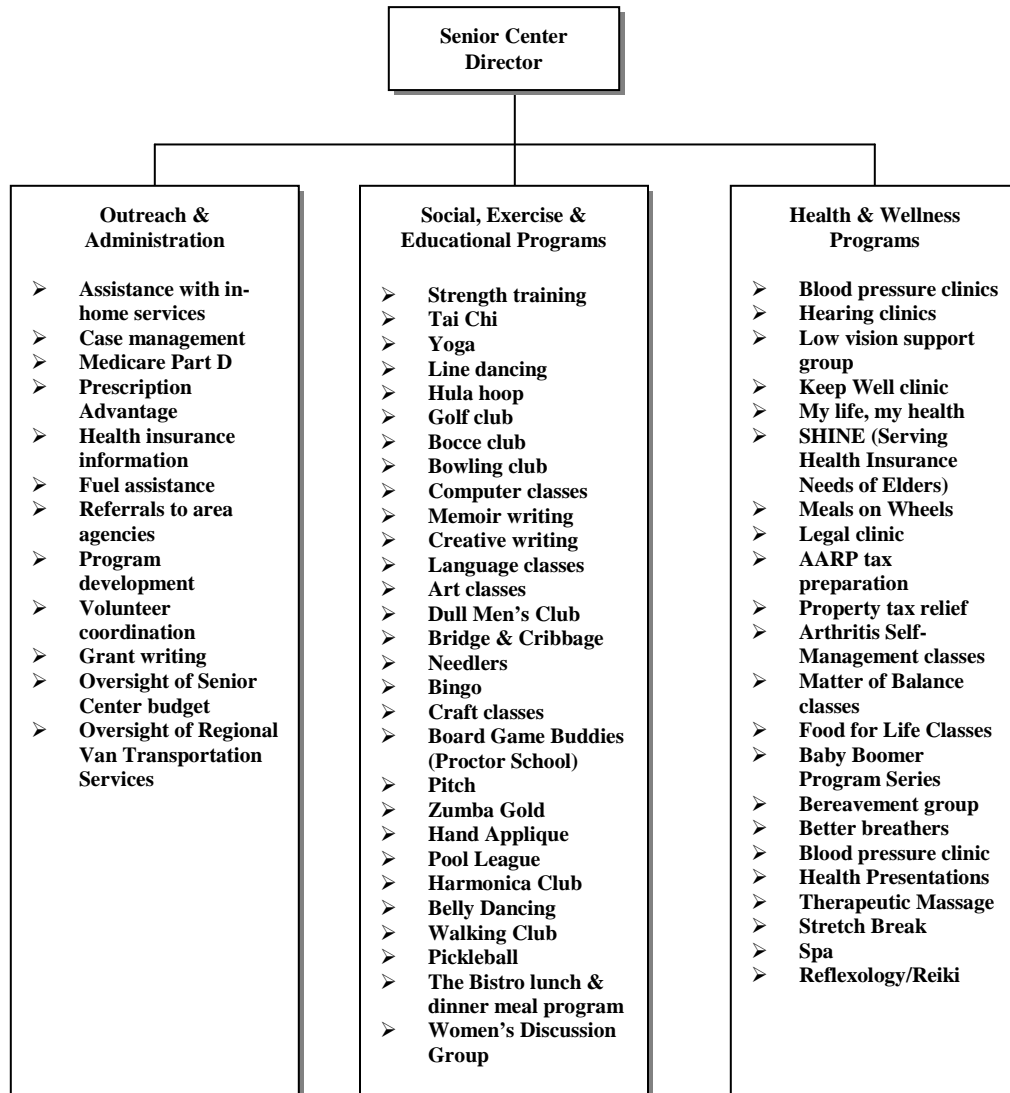 Senior Center
Director
Outreach &
Administration
➢ Assistance with in-
home services
➢ Case management
➢ Medicare Part D
➢ Prescription
Advantage
➢ Health insurance
information
➢ Fuel assistance
➢ Referrals to area
agencies
➢ Program
development
➢ Volunteer
coordination
➢ Grant writing
➢ Oversight of Senior
Center budget
➢ Oversight of Regional
Van Transportation
Services
Social, Exercise &
Educational Programs
➢ Strength training
➢ Tai Chi
➢ Yoga
➢ Line dancing
➢ Hula hoop
➢ Golf club
➢ Bocce club
➢ Bowling club
➢ Computer classes
➢ Memoir writing
➢ Creative writing
➢ Language classes
➢ Art classes
➢ Dull Men’s Club
➢ Bridge & Cribbage
➢ Needlers
➢ Bingo
➢ Craft classes
➢ Board Game Buddies
(Proctor School)
➢ Pitch
➢ Zumba Gold
➢ Hand Applique
➢ Pool League
➢ Harmonica Club
➢ Belly Dancing
➢ Walking Club
➢ Pickleball
➢ The Bistro lunch &
dinner meal program
➢ Women’s Discussion
Group
Health & Wellness
Programs
➢ Blood pressure clinics
➢ Hearing clinics
➢ Low vision support
group
➢ Keep Well clinic
➢ My life, my health
➢ SHINE (Serving
Health Insurance
Needs of Elders)
➢ Meals on Wheels
➢ Legal clinic
➢ AARP tax
preparation
➢ Property tax relief
➢ Arthritis Self-
Management classes
➢ Matter of Balance
classes
➢ Food for Life Classes
➢ Baby Boomer
Program Series
➢ Bereavement group
➢ Better breathers
➢ Blood pressure clinic
➢ Health Presentations
➢ Therapeutic Massage
➢ Stretch Break
➢ Spa
➢ Reflexology/Reiki